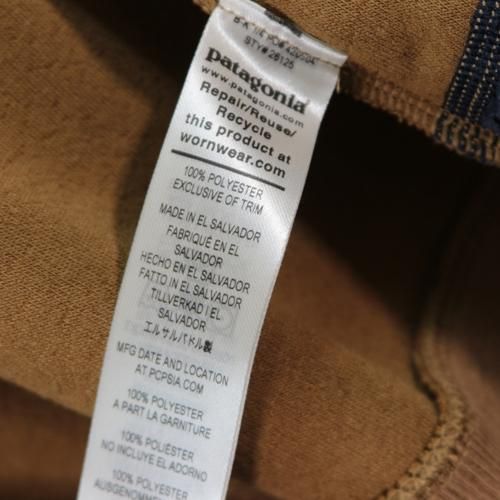 STY# 26125
patagonia
www.patagonia.com
Repair/Reuse/
Recycle
this product at
wornwear.com
100% POLYESTER
EXCLUSIVE OF TRIM
MADE IN EL SALVADOR
FABRIQUÉ EN EL
SALVADOR
HECHO EN EL SALVADOR
FATTO IN EL SALVADOR
TILLVERKAD I EL
SALVADOR
エルサルバドル製
MFG DATE AND LOCATION
AT PCPSIA.COM
100% POLYESTER
A PART LA GARNITURE
100% POLIÉSTER
NO INCLUYE EL ADORNO
100% POLYESTER